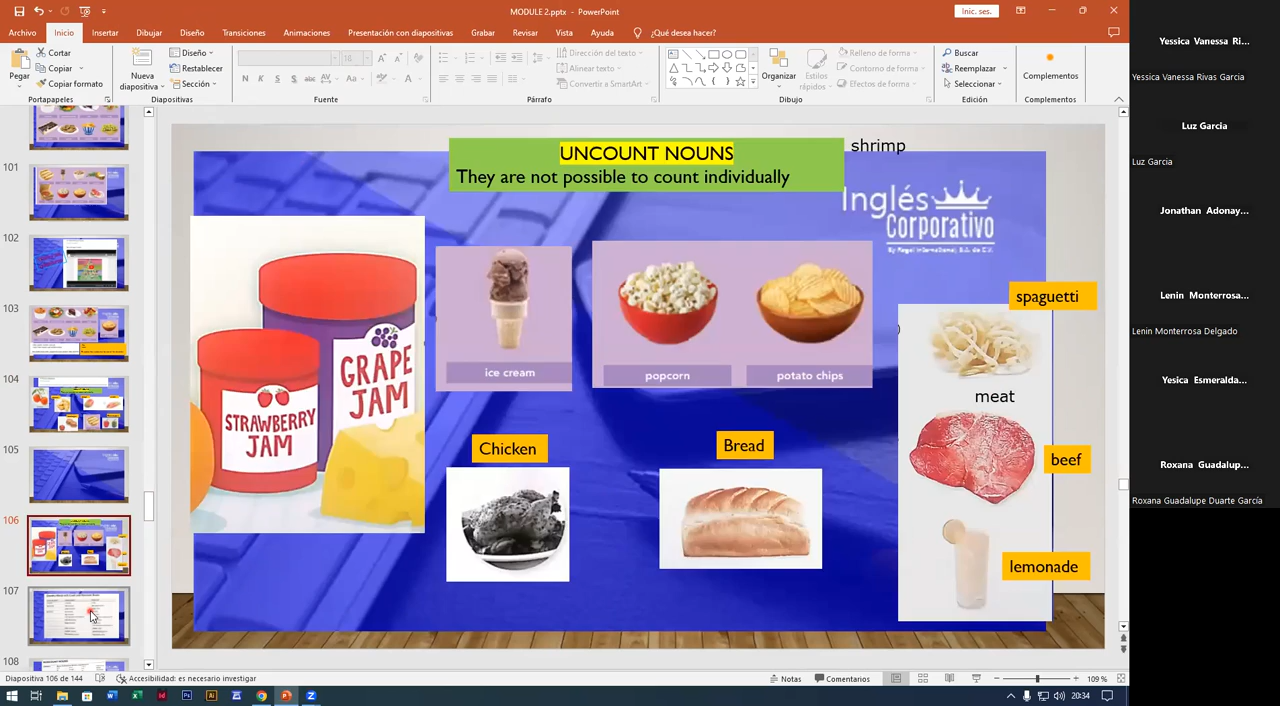 MODULE 2.pptx - PowerPoint
Inic. ses.
Archivo
Inicio
Insertar
Dibujar
Diseño
Transiciones
Animaciones
Presentación con diapositivas
Grabar
Revisar
Vista
Ayuda
¿Qué desea hacer?
Pegar
Cortar
Copiar
Copiar formato
Portapapeles
Nueva
diapositiva
Diseño
Restablecer
Sección
Diapositivas
N K S S abc AV Aa A
Fuente
Dirección del texto
Alinear texto
Convertir a SmartArt
Párrafo
Organizar
Estilos
rápidos
Relleno de forma
Contorno de forma
Efectos de forma
Dibujo
Buscar
Reemplazar
Seleccionar
Edición
Complementos
Complementos
101
102
103
104
105
106
107
108
UNCOUNT NOUNS
They are not possible to count individually
shrimp
Inglés
Corporativo
By Regal International, S.A. de C.V.
STRAWBERRY
JAM
GRAPE
JAM
ice cream
popcorn
potato chips
spaguetti
meat
beef
Chicken
Bread
lemonade
Yessica Vanessa Ri...
Yessica Vanessa Rivas Garcia
Luz Garcia
Luz Garcia
Jonathan Adonay...
Lenin Monterrosa...
Lenin Monterrosa Delgado
Yesica Esmeralda...
Roxana Guadalup...
Roxana Guadalupe Duarte García
Diapositiva 106 de 144
Accesibilidad: es necesario investigar
Notas
Comentarios
109 %
20:34